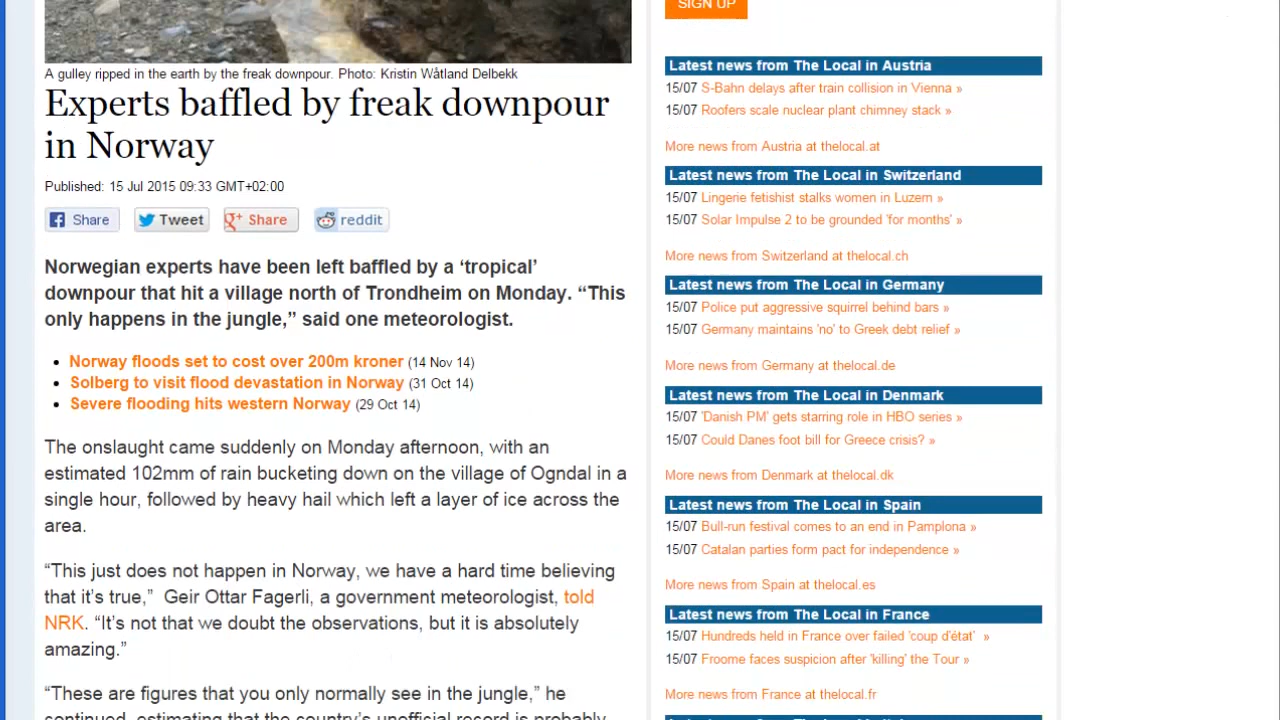 A gulley ripped in the earth by the freak downpour. Photo: Kristin Wåtland Delbekk
Experts baffled by freak downpour
in Norway
Published: 15 Jul 2015 09:33 GMT+02:00
Share
Tweet
Share
reddit
Norwegian experts have been left baffled by a ‘tropical’
downpour that hit a village north of Trondheim on Monday. “This
only happens in the jungle,” said one meteorologist.
• Norway floods set to cost over 200m kroner (14 Nov 14)
• Solberg to visit flood devastation in Norway (31 Oct 14)
• Severe flooding hits western Norway (29 Oct 14)
The onslaught came suddenly on Monday afternoon, with an
estimated 102mm of rain bucketing down on the village of Ogndal in a
single hour, followed by heavy hail which left a layer of ice across the
area.
“This just does not happen in Norway, we have a hard time believing
that it’s true,” Geir Ottar Fagerli, a government meteorologist, told
NRK. “It’s not that we doubt the observations, but it is absolutely
amazing.”
“These are figures that you only normally see in the jungle,” he
continued, estimating that the country’s unofficial record is probably
SIGN UP
Latest news from The Local in Austria
15/07 S-Bahn delays after train collision in Vienna »
15/07 Roofers scale nuclear plant chimney stack »
More news from Austria at thelocal.at
Latest news from The Local in Switzerland
15/07 Lingerie fetishist stalks women in Luzern »
15/07 Solar Impulse 2 to be grounded 'for months' »
More news from Switzerland at thelocal.ch
Latest news from The Local in Germany
15/07 Police put aggressive squirrel behind bars »
15/07 Germany maintains 'no' to Greek debt relief »
More news from Germany at thelocal.de
Latest news from The Local in Denmark
15/07 'Danish PM' gets starring role in HBO series »
15/07 Could Danes foot bill for Greece crisis? »
More news from Denmark at thelocal.dk
Latest news from The Local in Spain
15/07 Bull-run festival comes to an end in Pamplona »
15/07 Catalan parties form pact for independence »
More news from Spain at thelocal.es
Latest news from The Local in France
15/07 Hundreds held in France over failed 'coup d'état' »
15/07 Froome faces suspicion after 'killing' the Tour »
More news from France at thelocal.fr